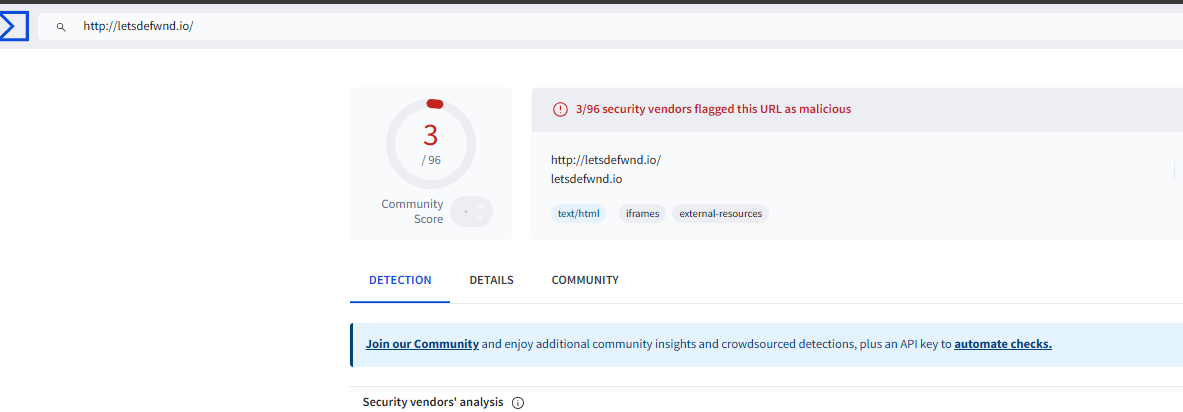 http://letsdefwnd.io/
3
/ 96
Community
Score
3/96 security vendors flagged this URL as malicious
http://letsdefwnd.io/
letsdefwnd.io
text/html iframes external-resources
DETECTION DETAILS COMMUNITY
Join our Community and enjoy additional community insights and crowdsourced detections, plus an API key to automate checks.
Security vendors' analysis